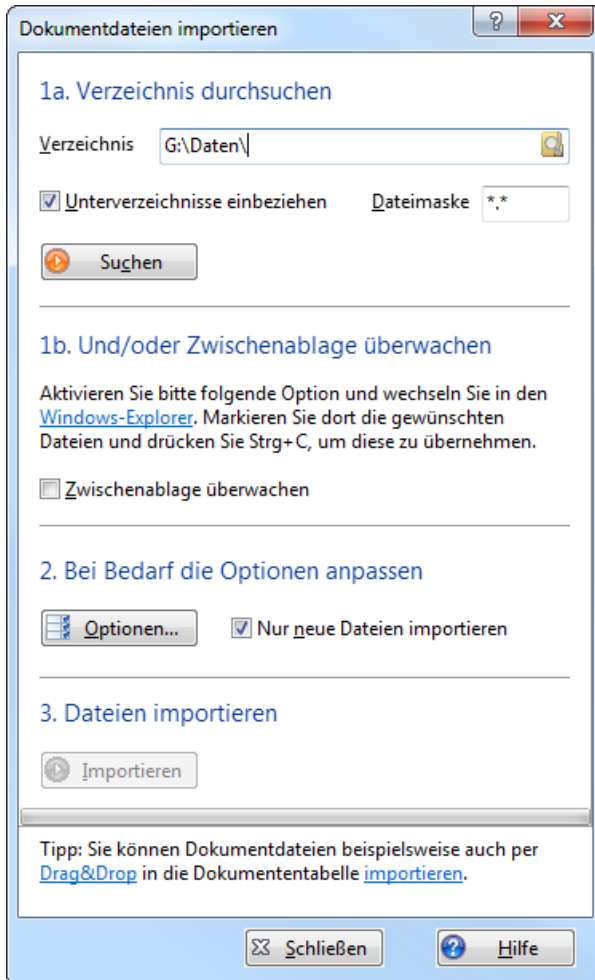 Dokumentdateien importieren
1a. Verzeichnis durchsuchen
Verzeichnis G:\Daten\
Unterverzeichnisse einbeziehen Dateimaske *.*
Suchen
1b. Und/oder Zwischenablage überwachen
Aktivieren Sie bitte folgende Option und wechseln Sie in den
Windows-Explorer. Markieren Sie dort die gewünschten
Dateien und drücken Sie Strg+C, um diese zu übernehmen.
Zwischenablage überwachen
2. Bei Bedarf die Optionen anpassen
Optionen... Nur neue Dateien importieren
3. Dateien importieren
Importieren
Tipp: Sie können Dokumentdateien beispielsweise auch per
Drag&Drop in die Dokumententabelle importieren.
Schließen Hilfe